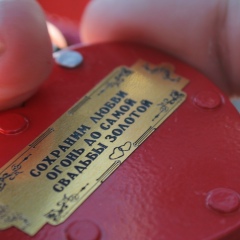 СОХРАНИМ ЛЮБВИ
ОГОНЬ ДО САМОЙ
СВАДЬБЫ ЗОЛОТОЙ